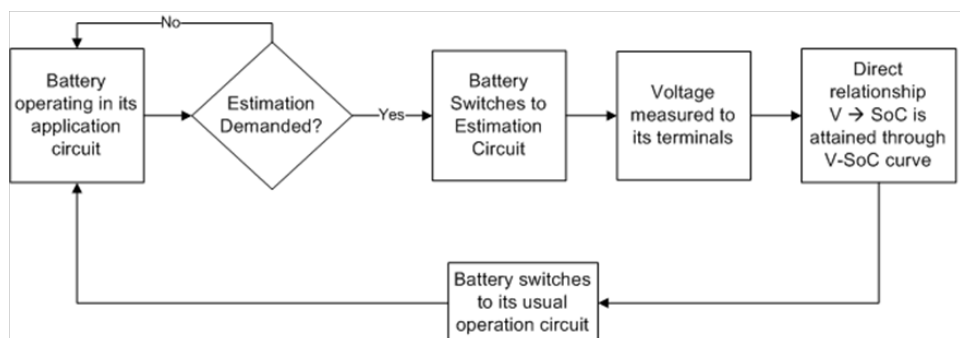 No
Battery
operating in its
application
circuit
Estimation
Demanded?
Yes
Battery
Switches to
Estimation
Circuit
Voltage
measured to
its terminals
Direct
relationship
V → SoC is
attained through
V-SoC curve
Battery switches
to its usual
operation circuit